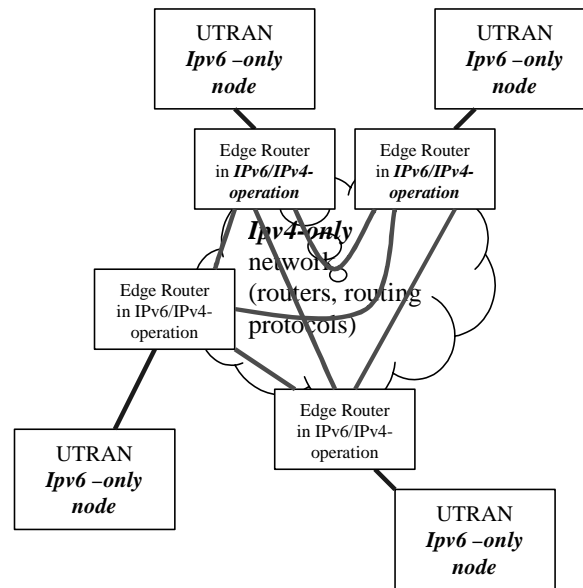 UTRAN
Ipv6 –only
node
UTRAN
Ipv6 –only
node
Edge Router
in IPv6/IPv4-
operation
Edge Router
in IPv6/IPv4-
operation
Ipv4-only
network
(routers, routing
protocols)
Edge Router
in IPv6/IPv4-
operation
Edge Router
in IPv6/IPv4-
operation
UTRAN
Ipv6 –only
node
UTRAN
Ipv6 –only
node